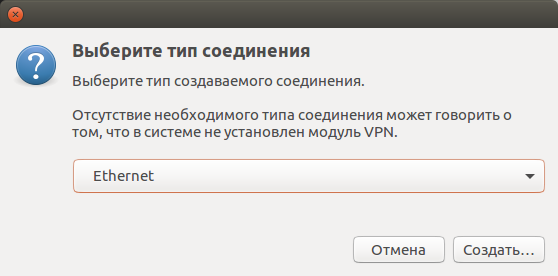 Выберите тип соединения
Выберите тип создаваемого соединения.
Отсутствие необходимого типа соединения может говорить о
том, что в системе не установлен модуль VPN.
Ethernet
Отмена
Создать...